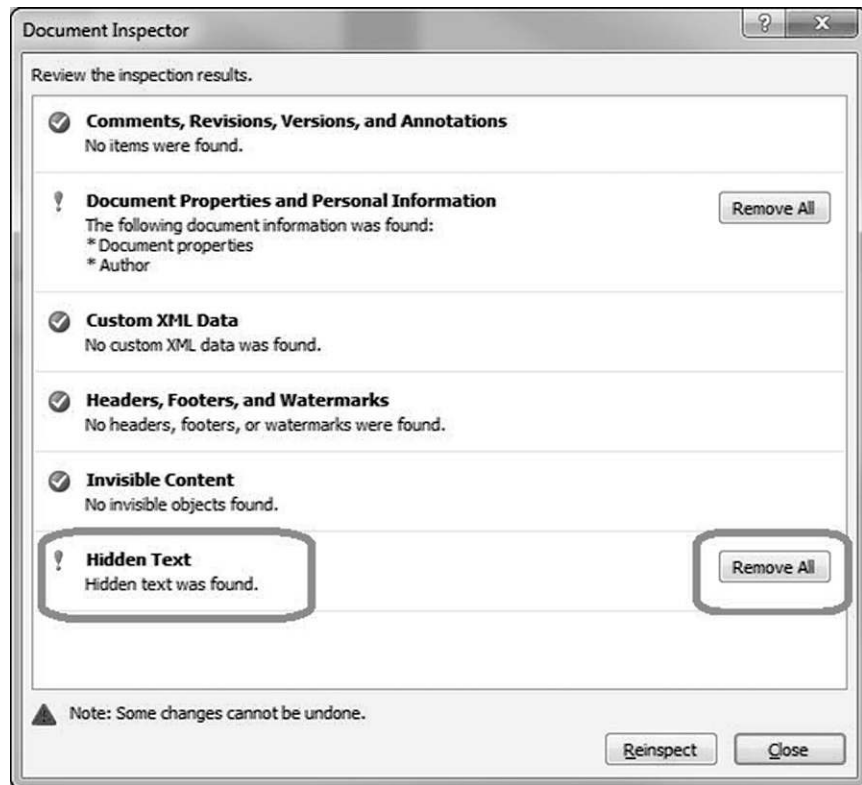 Document Inspector
Review the inspection results.
Comments, Revisions, Versions, and Annotations
No items were found.
Document Properties and Personal Information
Remove All
The following document information was found:
* Document properties
* Author
Custom XML Data
No custom XML data was found.
Headers, Footers, and Watermarks
No headers, footers, or watermarks were found.
Invisible Content
No invisible objects found.
Hidden Text
Remove All
Hidden text was found.
Note: Some changes cannot be undone.
Reinspect
Close